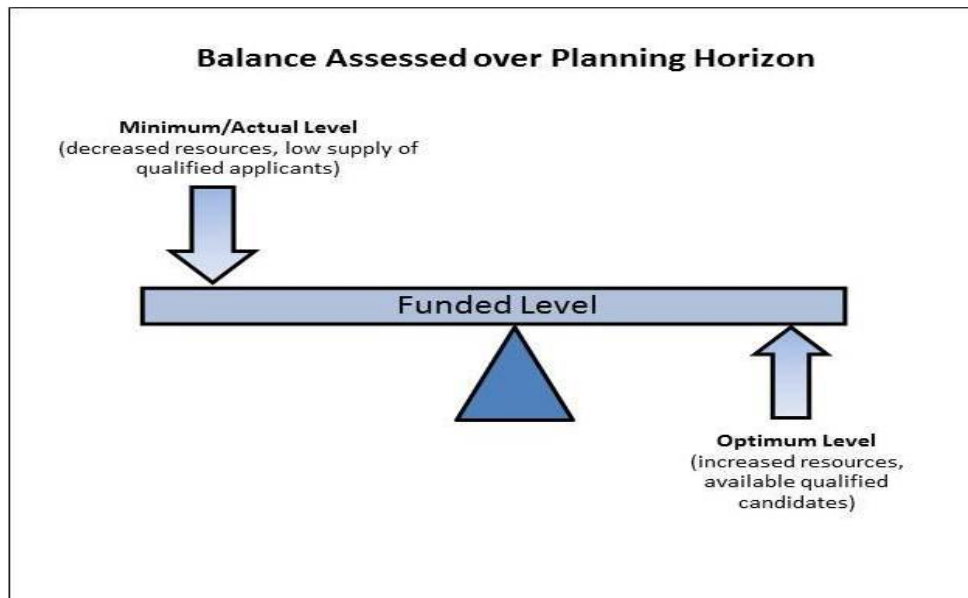 Balance Assessed over Planning Horizon
Minimum/Actual Level
(decreased resources, low supply of
qualified applicants)
Funded Level
Optimum Level
(increased resources,
available qualified
candidates)